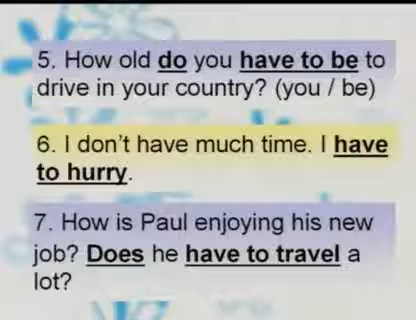 5. How old do you have to be to
drive in your country? (you / be)
6. I don't have much time. I have
to hurry.
7. How is Paul enjoying his new
job? Does he have to travel a
lot?